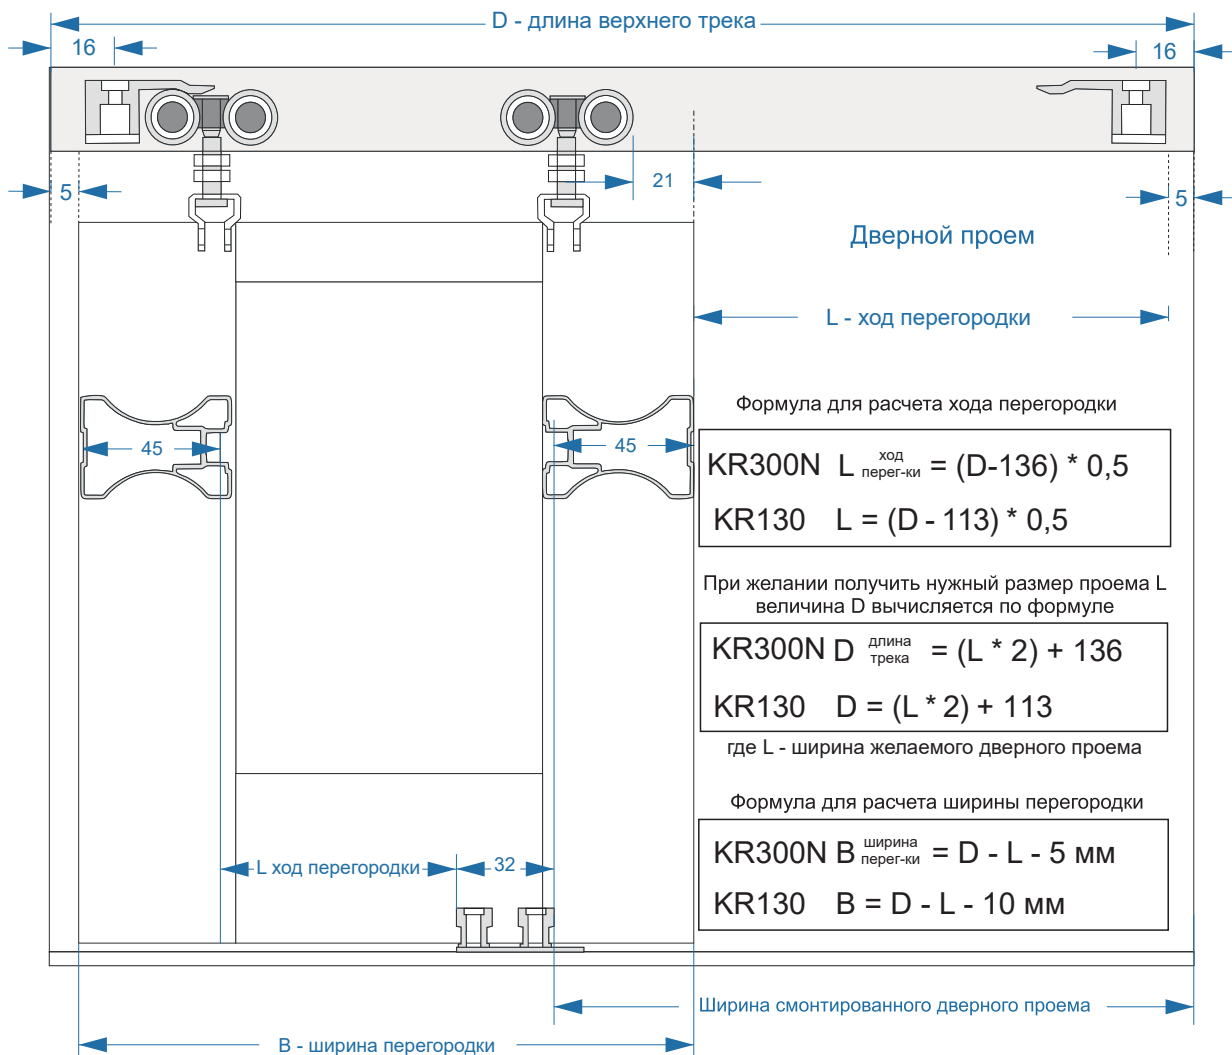 D - длина верхнего трека
16
16
5
21
5
Дверной проем
L - ход перегородки
Формула для расчета хода перегородки
45
45
KR300N L ход перег-ки = (D-136) * 0,5
KR130 L = (D - 113) * 0,5
При желании получить нужный размер проема L
величина D вычисляется по формуле
KR300N D длина трека = (L * 2) + 136
KR130 D = (L * 2) + 113
где L - ширина желаемого дверного проема
Формула для расчета ширины перегородки
KR300N B ширина перег-ки = D - L - 5 мм
L ход перегородки
32
KR130 B = D - L - 10 мм
Ширина смонтированного дверного проема
B - ширина перегородки